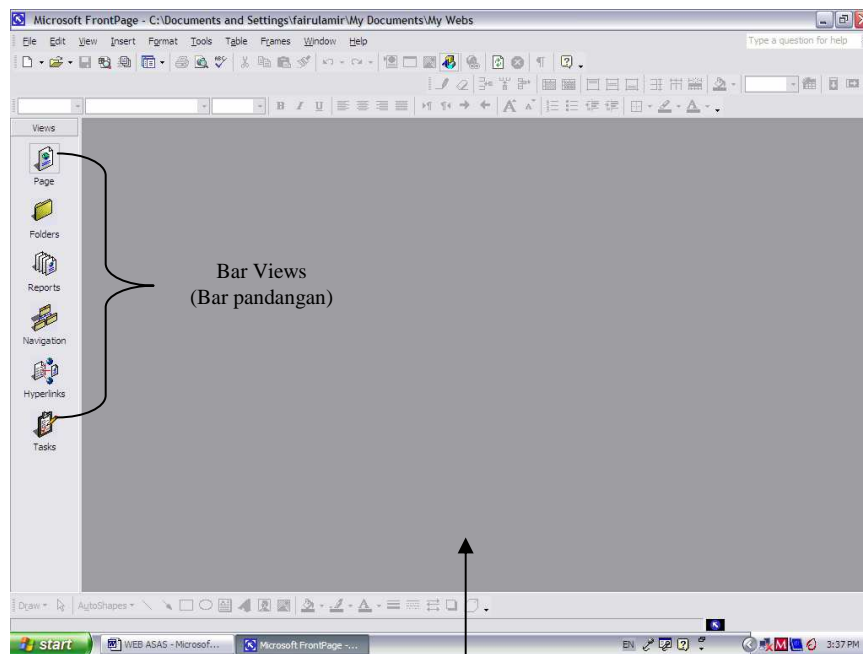 Microsoft FrontPage - C:\Documents and Settings\fairulamir\My Documents\My Webs
File Edit View Insert Format Tools Table Frames Window Help
Type a question for help
Views
Page
Folders
Reports
Navigation
Hyperlinks
Tasks
Bar Views
(Bar pandangan)
Draw AutoShapes
start WEB ASAS - Microsof... Microsoft FrontPage -... EN 3:37 PM